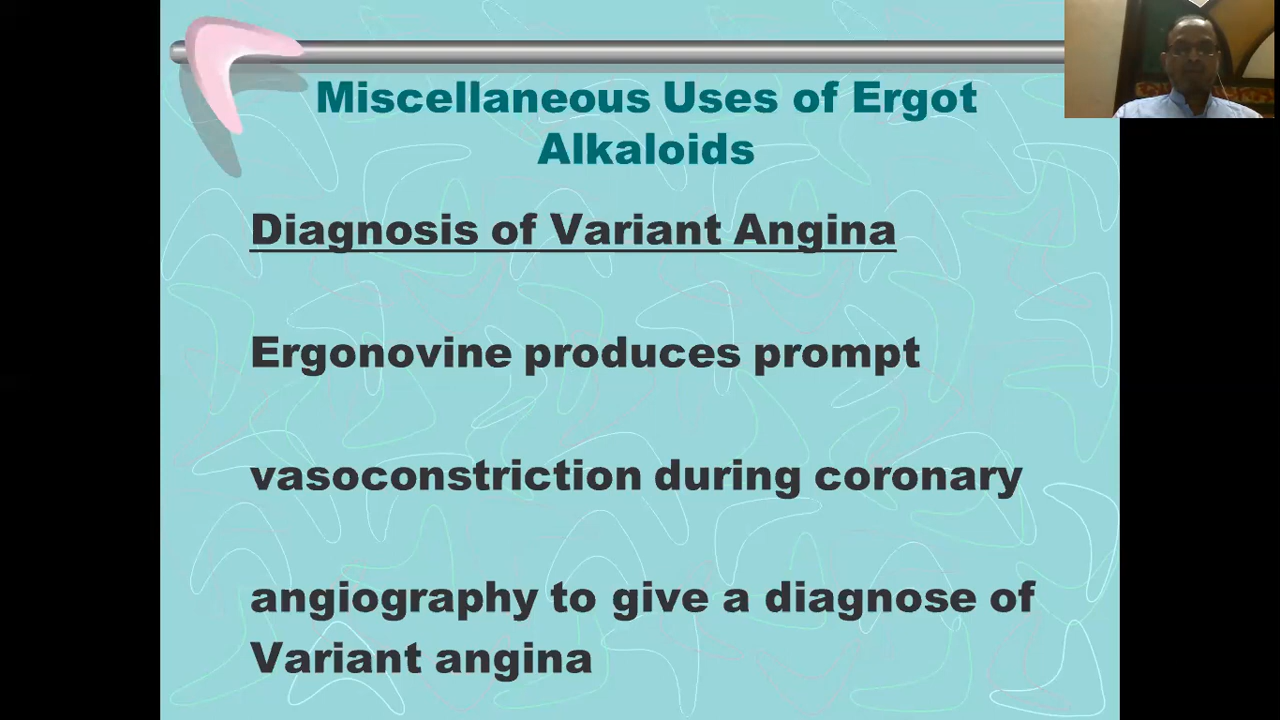 Miscellaneous Uses of Ergot
Alkaloids
Diagnosis of Variant Angina
Ergonovine produces prompt
vasoconstriction during coronary
angiography to give a diagnose of
Variant angina